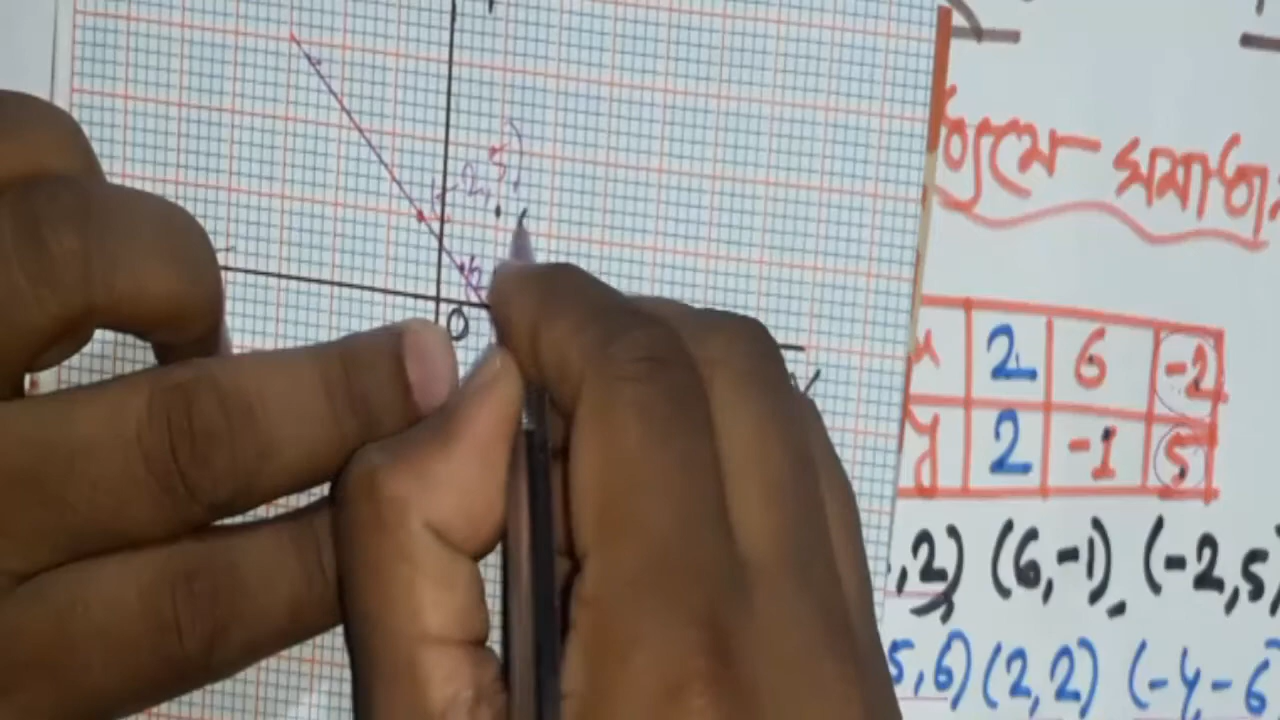 মাধ্যমে সমাধান
(-2, 5)
O
x 2 6 -2
y 2 -1 5
,2) (6,-1), (-2,5)
5,6) (2,2) (-4,-6